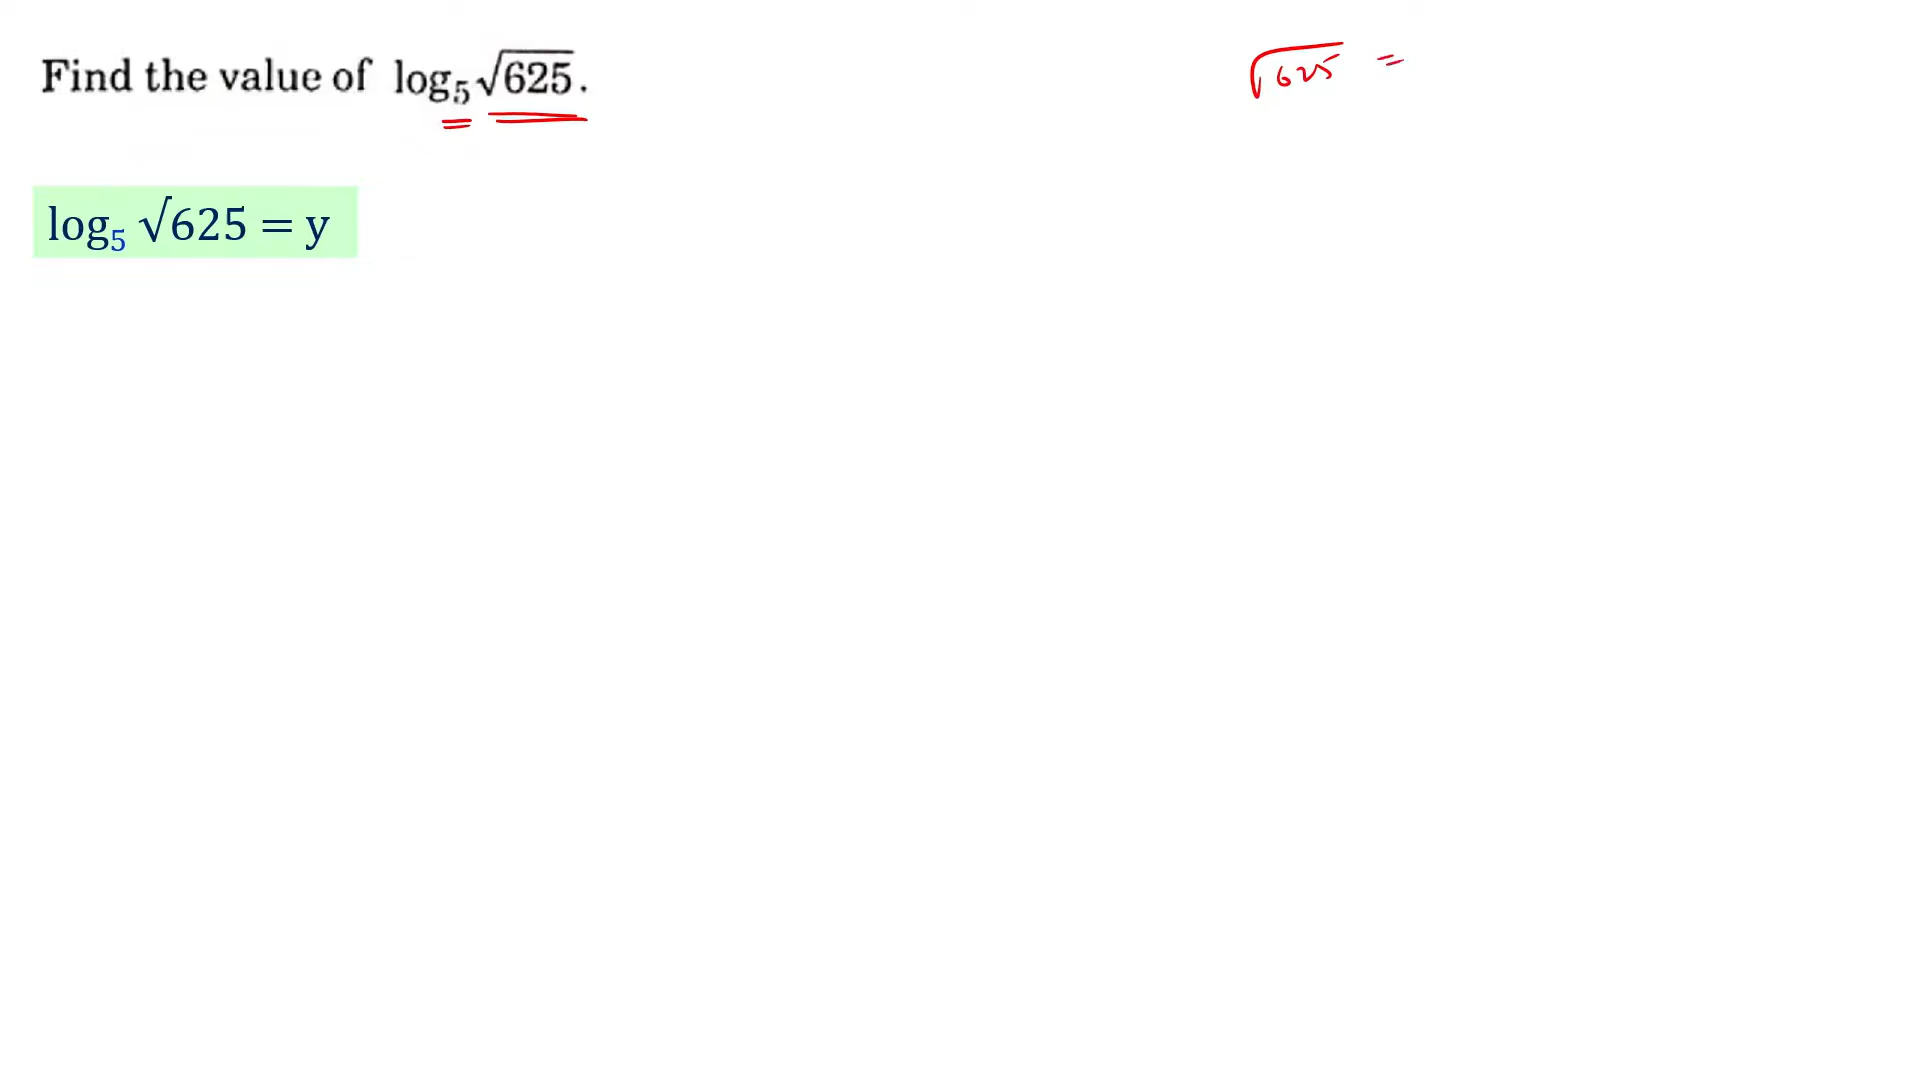 Find the value of log₅√625.
√625 =
log₅ √625 = y